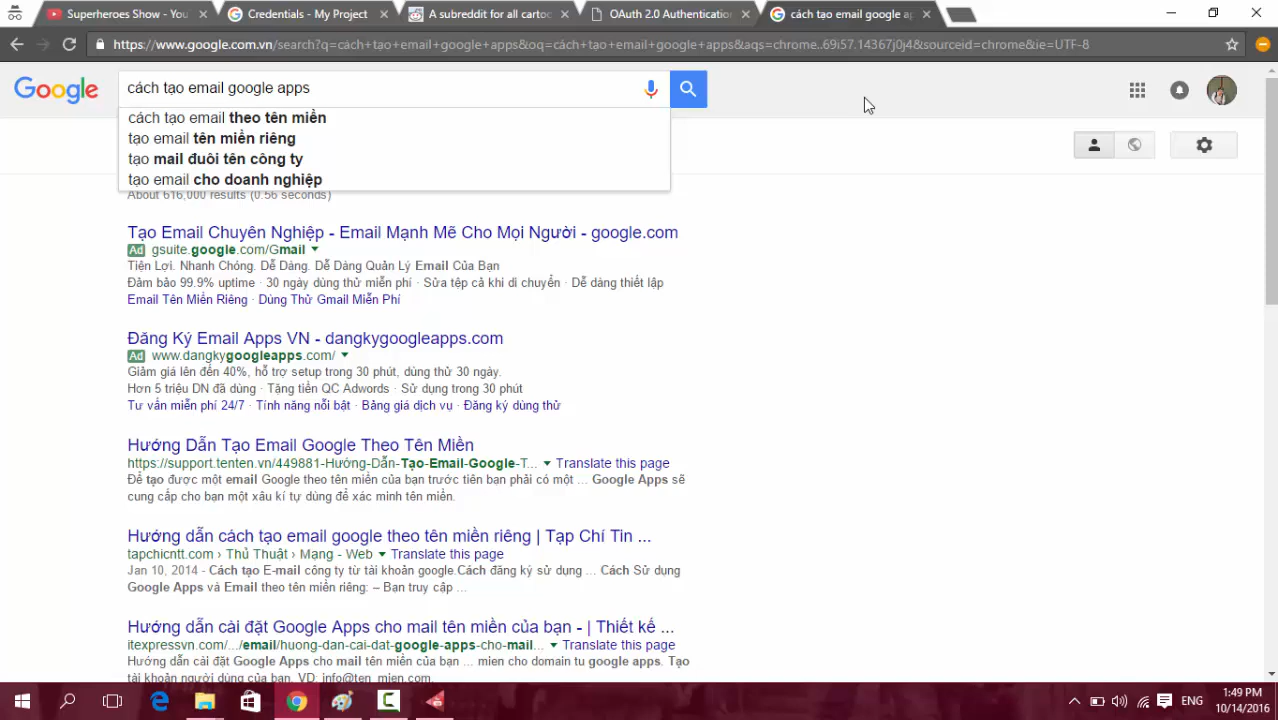 Superheroes Show - You
Credentials - My Project
A subreddit for all cartoo
OAuth 2.0 Authentication
cách tạo email google ap
https://www.google.com.vn/search?q=cách+tạo+email+google+apps&oq=cách+tạo+email+google+apps&aqs=chrome..69i57.14367j0j4&sourceid=chrome&ie=UTF-8
Google
cách tạo email google apps
cách tạo email theo tên miền
tạo email tên miền riêng
tạo mail đuôi tên công ty
tạo email cho doanh nghiệp
About 616,000 results (0.56 seconds)
Tạo Email Chuyên Nghiệp - Email Mạnh Mẽ Cho Mọi Người - google.com
Ad gsuite.google.com/Gmail
Tiện Lợi. Nhanh Chóng. Dễ Dàng. Dễ Dàng Quản Lý Email Của Bạn
Đảm bảo 99.9% uptime · 30 ngày dùng thử miễn phí · Sửa tệp cả khi di chuyển · Dễ dàng thiết lập
Email Tên Miền Riêng · Dùng Thử Gmail Miễn Phí
Đăng Ký Email Apps VN - dangkygoogleapps.com
Ad www.dangkygoogleapps.com/
Giảm giá lên đến 40%, hỗ trợ setup trong 30 phút, dùng thử 30 ngày.
Hơn 5 triệu DN đã dùng · Tặng tiền QC Adwords · Sử dụng trong 30 phút
Tư vấn miễn phí 24/7 · Tính năng nổi bật · Bảng giá dịch vụ · Đăng ký dùng thử
Hướng Dẫn Tạo Email Google Theo Tên Miền
https://support.tenten.vn/449881-Hướng-Dẫn-Tạo-Email-Google-T... Translate this page
Để tạo được một email Google theo tên miền của bạn trước tiên bạn phải có một ... Google Apps sẽ
cung cấp cho bạn một xâu kí tự dùng để xác minh tên miền.
Hướng dẫn cách tạo email google theo tên miền riêng | Tạp Chí Tin ...
tapchicntt.com › Thủ Thuật › Mạng - Web Translate this page
Jan 10, 2014 - Cách tạo E-mail công ty từ tài khoản google.Cách đăng ký sử dụng ... Cách Sử dụng
Google Apps và Email theo tên miền riêng: – Bạn truy cập ...
Hướng dẫn cài đặt Google Apps cho mail tên miền của bạn - | Thiết kế ...
itexpressvn.com/.../email/huong-dan-cai-dat-google-apps-cho-mail... Translate this page
Hướng dẫn cài đặt Google Apps cho mail tên miền của bạn ... mien cho domain tu google apps. Tạo
tài khoản người dùng của bạn. VD: info@ten_mien.com.
ENG
1:49 PM
10/14/2016